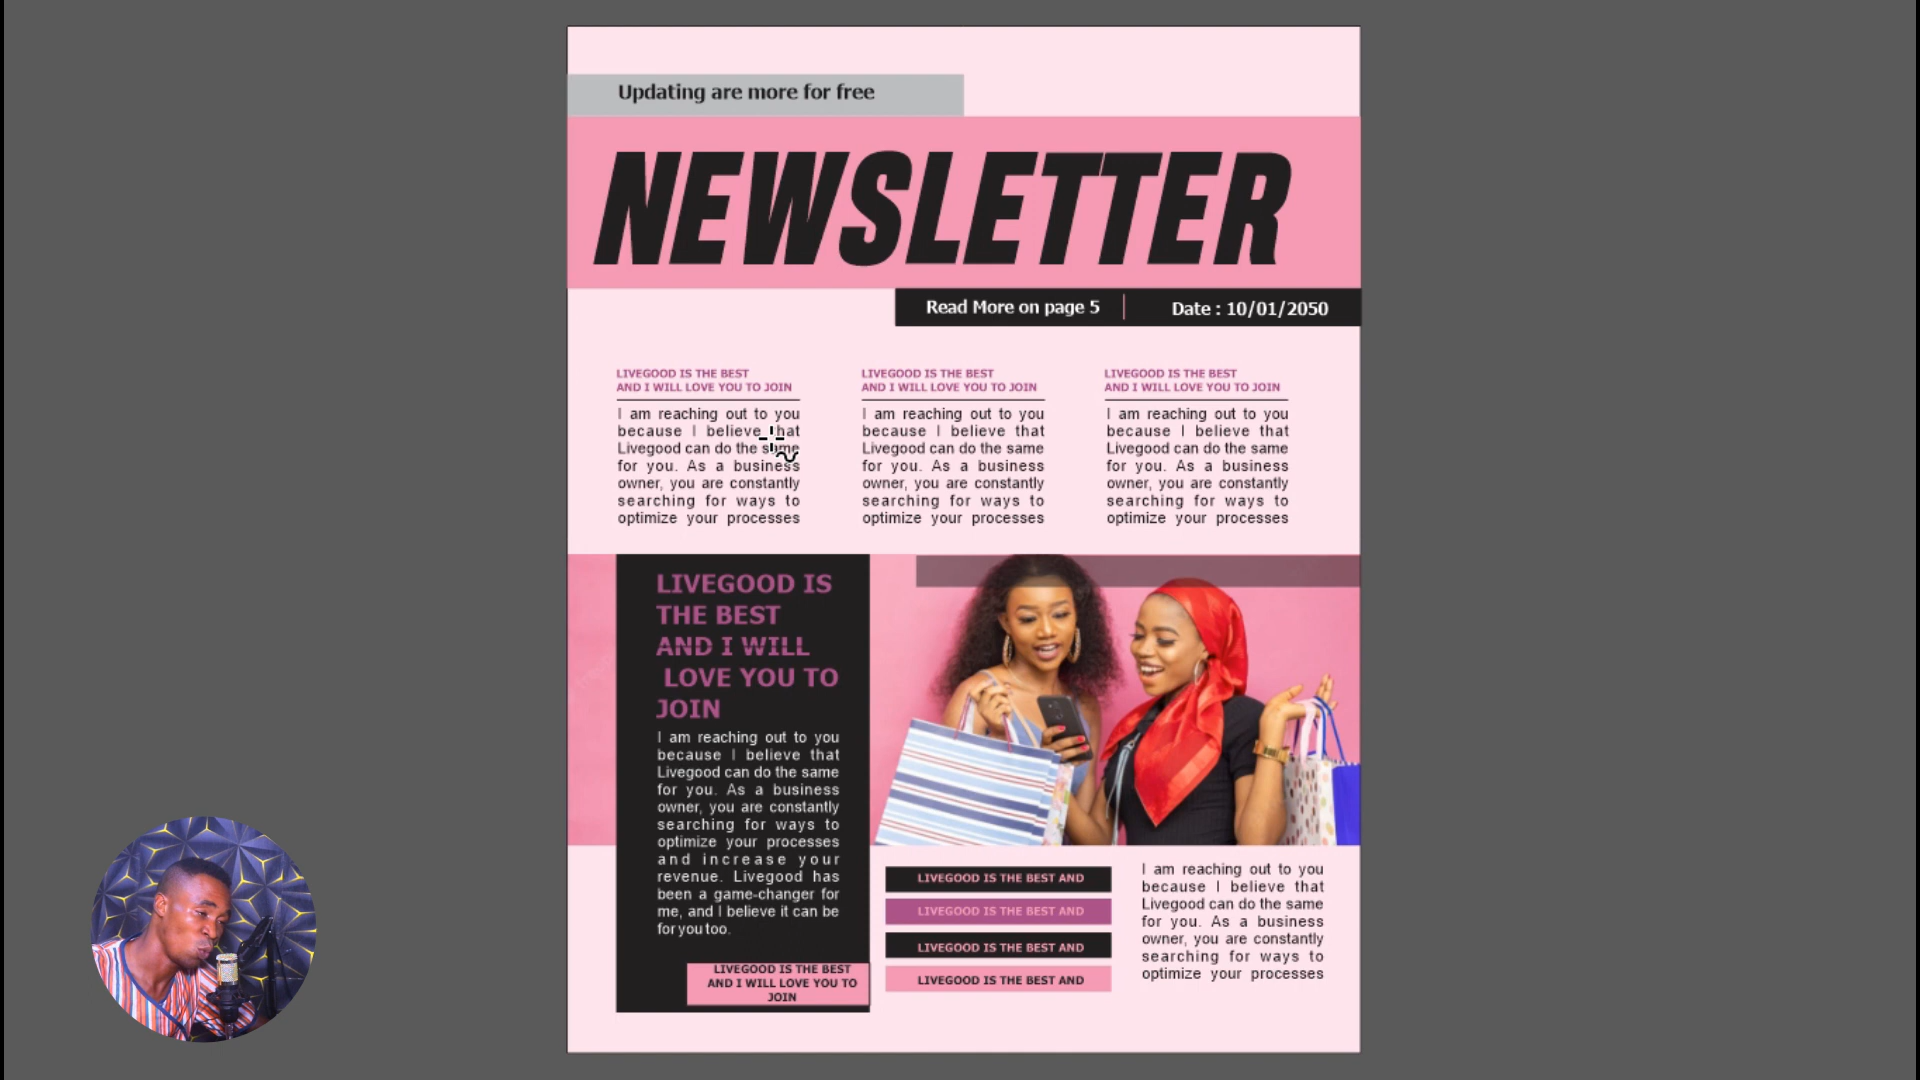 Updating are more for free
NEWSLETTER
Read More on page 5
Date : 10/01/2050
LIVEGOOD IS THE BEST
AND I WILL LOVE YOU TO JOIN
I am reaching out to you
because I believe that
Livegood can do the same
for you. As a business
owner, you are constantly
searching for ways to
optimize your processes
LIVEGOOD IS THE BEST
AND I WILL LOVE YOU TO JOIN
I am reaching out to you
because I believe that
Livegood can do the same
for you. As a business
owner, you are constantly
searching for ways to
optimize your processes
LIVEGOOD IS THE BEST
AND I WILL LOVE YOU TO JOIN
I am reaching out to you
because I believe that
Livegood can do the same
for you. As a business
owner, you are constantly
searching for ways to
optimize your processes
LIVEGOOD IS
THE BEST
AND I WILL
LOVE YOU TO
JOIN
I am reaching out to you
because I believe that
Livegood can do the same
for you. As a business
owner, you are constantly
searching for ways to
optimize your processes
and increase your
revenue. Livegood has
been a game-changer for
me, and I believe it can be
for you too.
LIVEGOOD IS THE BEST
AND I WILL LOVE YOU TO
JOIN
LIVEGOOD IS THE BEST AND
LIVEGOOD IS THE BEST AND
LIVEGOOD IS THE BEST AND
LIVEGOOD IS THE BEST AND
I am reaching out to you
because I believe that
Livegood can do the same
for you. As a business
owner, you are constantly
searching for ways to
optimize your processes